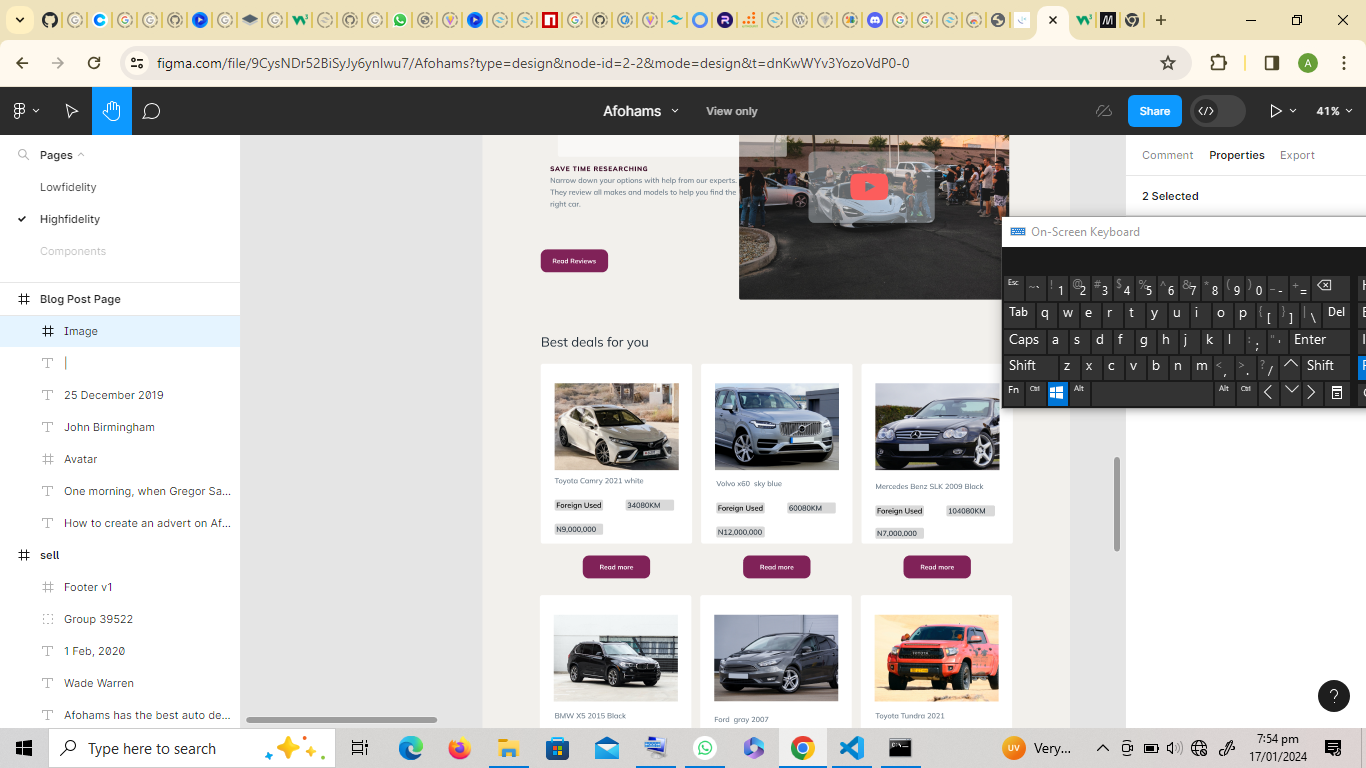 figma.com/file/9CysNDr52BiSyJy6ynIwu7/Afohams?type=design&node-id=2-2&mode=design&t=dnKwWYv3YozoVdP0-0
A
Afohams
View only
Share
41%
Pages
Lowfidelity
Highfidelity
Components
Blog Post Page
Image
|
25 December 2019
John Birmingham
Avatar
One morning, when Gregor Sa...
How to create an advert on Af...
sell
Footer v1
Group 39522
1 Feb, 2020
Wade Warren
Afohams has the best auto de...
SAVE TIME RESEARCHING
Narrow down your options with help from our experts.
They review all makes and models to help you find the
right car.
Read Reviews
Best deals for you
Toyota Camry 2021 white
Foreign Used 34080KM
N9,000,000
Read more
Volvo x60 sky blue
Foreign Used 60080KM
N12,000,000
Read more
Mercedes Benz SLK 2009 Black
Foreign Used 104080KM
N7,000,000
Read more
BMW X5 2015 Black
Ford gray 2007
Toyota Tundra 2021
Comment Properties Export
2 Selected
On-Screen Keyboard
Esc ~ ` ! 1 @ 2 # 3 $ 4 % 5 ^ 6 & 7 * 8 ( 9 ) 0 _ - + =
Tab q w e r t y u i o p { [ } ] | \ Del
Caps a s d f g h j k l : ; " ' Enter
Shift z x c v b n m < , > . ? / Shift
Fn Ctrl Alt Alt Ctrl
?
Type here to search
UV
Very...
7:54 pm
17/01/2024